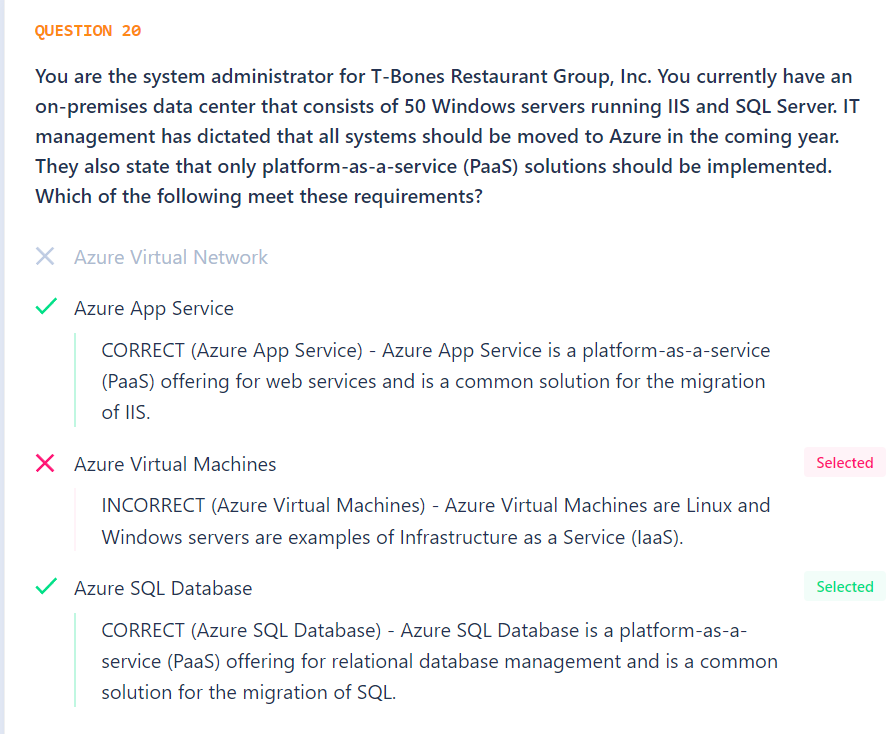 QUESTION 20
You are the system administrator for T-Bones Restaurant Group, Inc. You currently have an
on-premises data center that consists of 50 Windows servers running IIS and SQL Server. IT
management has dictated that all systems should be moved to Azure in the coming year.
They also state that only platform-as-a-service (PaaS) solutions should be implemented.
Which of the following meet these requirements?
Azure Virtual Network
Azure App Service
CORRECT (Azure App Service) - Azure App Service is a platform-as-a-service
(PaaS) offering for web services and is a common solution for the migration
of IIS.
Azure Virtual Machines
Selected
INCORRECT (Azure Virtual Machines) - Azure Virtual Machines are Linux and
Windows servers are examples of Infrastructure as a Service (IaaS).
Azure SQL Database
Selected
CORRECT (Azure SQL Database) - Azure SQL Database is a platform-as-a-
service (PaaS) offering for relational database management and is a common
solution for the migration of SQL.